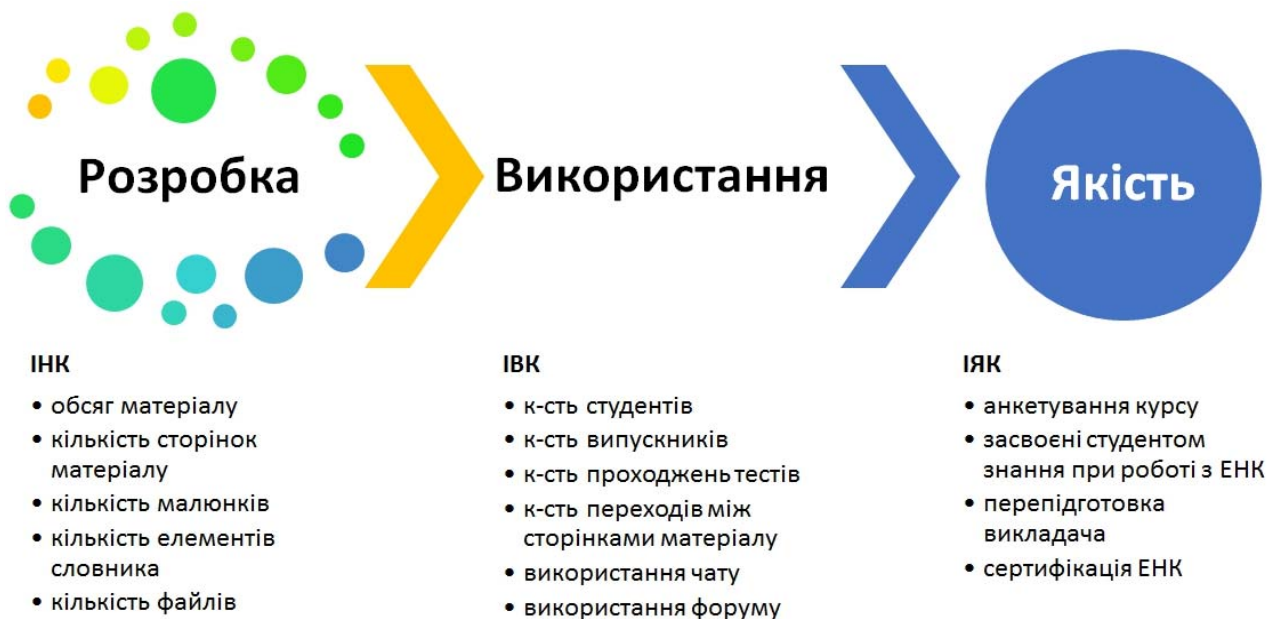 Розробка
Використання
Якість
ІНК
• обсяг матеріалу
• кількість сторінок
матеріалу
• кількість малюнків
• кількість елементів
словника
• кількість файлів
ІВК
• к-сть студентів
• к-сть випускників
• к-сть проходжень тестів
• к-сть переходів між
сторінками матеріалу
• використання чату
• використання форуму
ІЯК
• анкетування курсу
• засвоєні студентом
знання при роботі з ЕНК
• перепідготовка
викладача
• сертифікація ЕНК